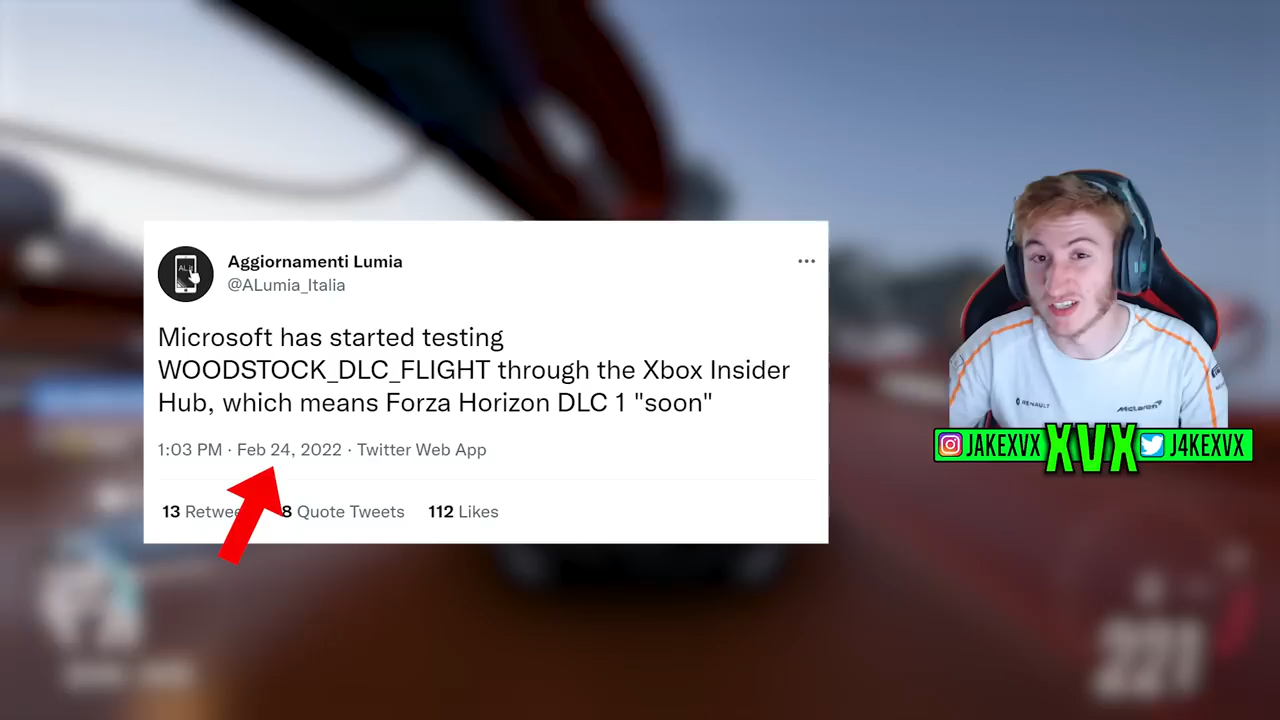 Aggiornamenti Lumia
@ALumia_Italia
Microsoft has started testing
WOODSTOCK_DLC_FLIGHT through the Xbox Insider
Hub, which means Forza Horizon DLC 1 "soon"
1:03 PM · Feb 24, 2022 · Twitter Web App
13 8 Quote Tweets 112 Likes
RENAULT
McLaren
JAKEXVX XVX J4KEXVX
221